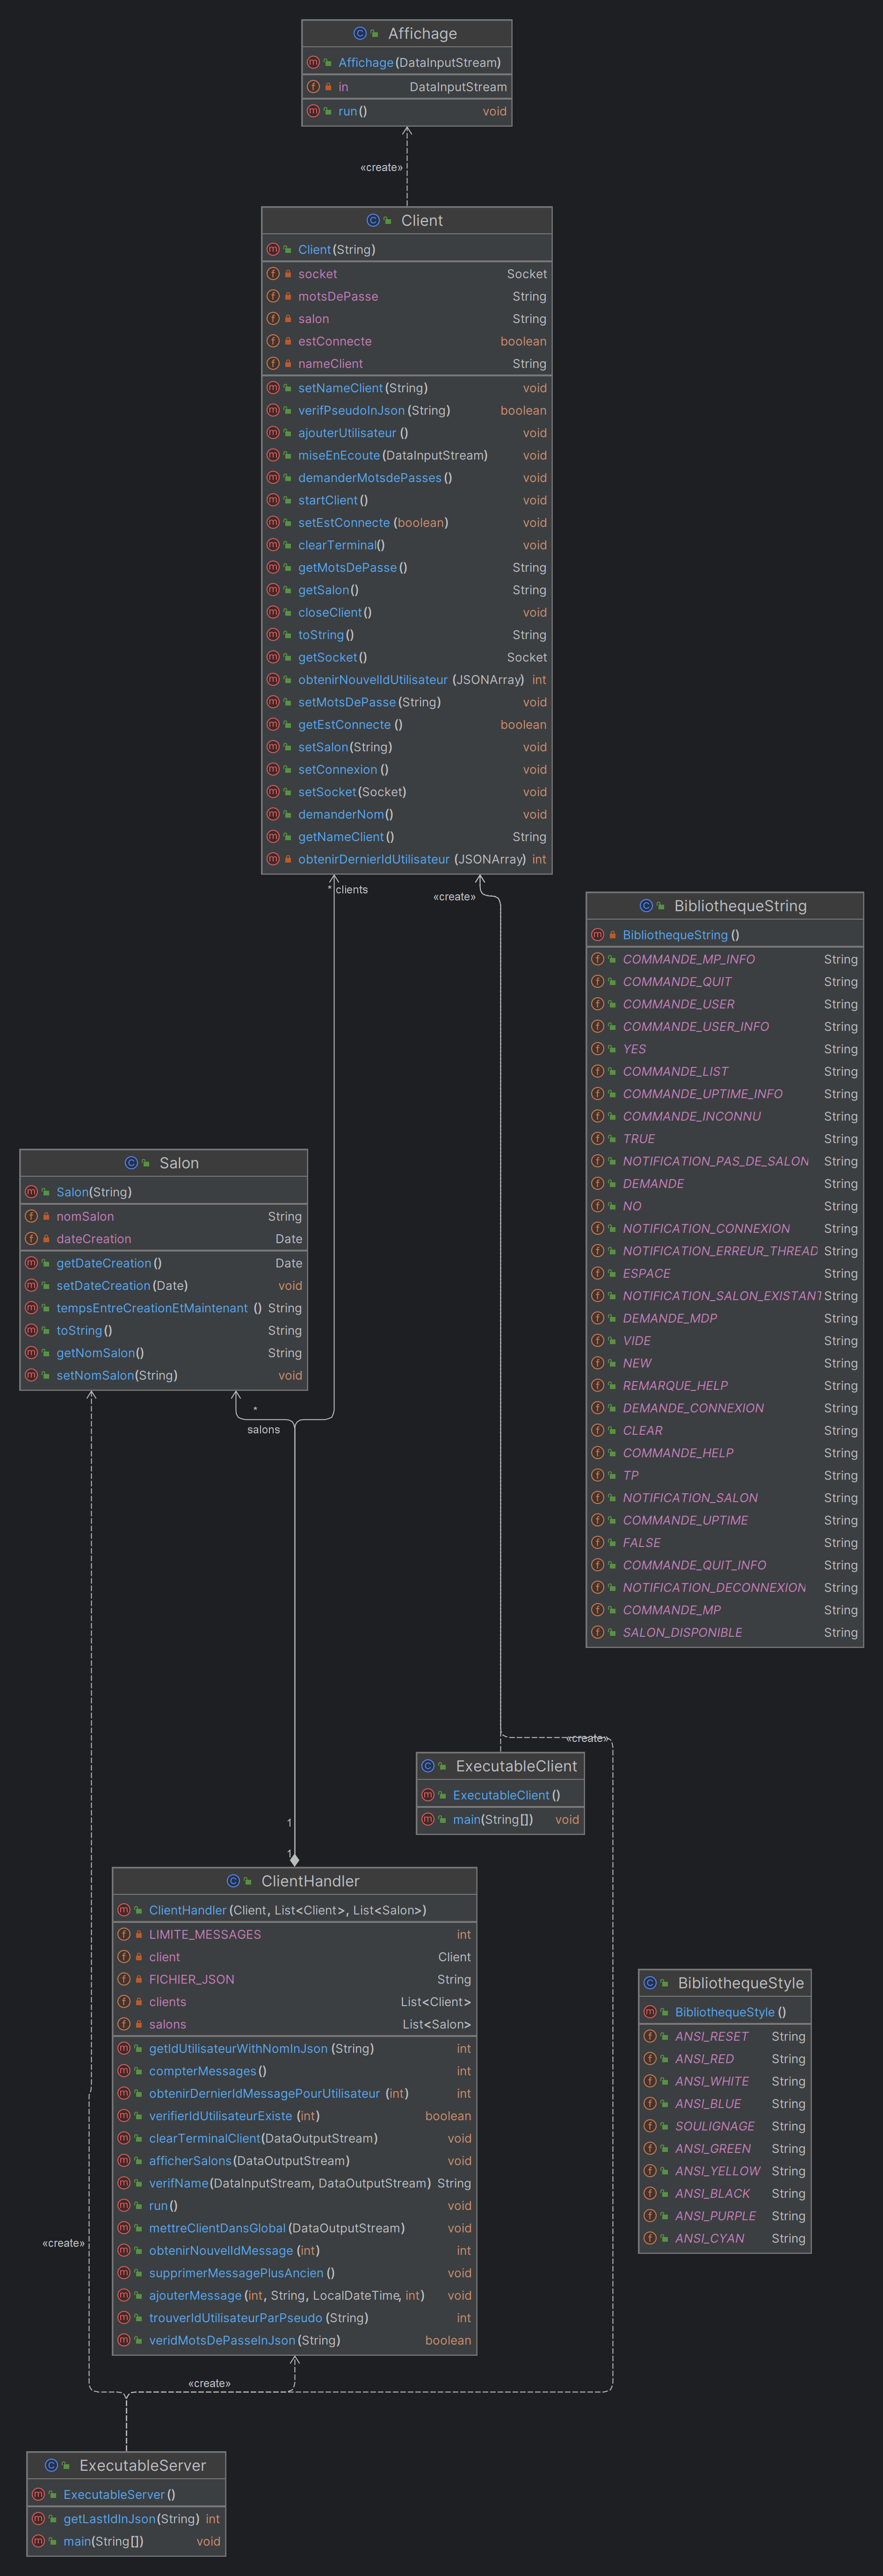 Affichage
Affichage(DataInputStream)
in DataInputStream
run() void
«create»
Client
Client(String)
socket Socket
motsDePasse String
salon String
estConnecte boolean
nameClient String
setNameClient(String) void
verifPseudoInJson(String) boolean
ajouterUtilisateur() void
miseEnEcoute(DataInputStream) void
demanderMotsdePasses() void
startClient() void
setEstConnecte(boolean) void
clearTerminal() void
getMotsDePasse() String
getSalon() String
closeClient() void
toString() String
getSocket() Socket
obtenirNouvelIdUtilisateur(JSONArray) int
setMotsDePasse(String) void
getEstConnecte() boolean
setSalon(String) void
setConnexion() void
setSocket(Socket) void
demanderNom() void
getNameClient() String
obtenirDernierIdUtilisateur(JSONArray) int
* clients
«create»
BibliothequeString
BibliothequeString()
COMMANDE_MP_INFO String
COMMANDE_QUIT String
COMMANDE_USER String
COMMANDE_USER_INFO String
YES String
COMMANDE_LIST String
COMMANDE_UPTIME_INFO String
COMMANDE_INCONNU String
TRUE String
NOTIFICATION_PAS_DE_SALON String
DEMANDE String
NO String
NOTIFICATION_CONNEXION String
NOTIFICATION_ERREUR_THREAD String
ESPACE String
NOTIFICATION_SALON_EXISTANT String
DEMANDE_MDP String
VIDE String
NEW String
REMARQUE_HELP String
DEMANDE_CONNEXION String
CLEAR String
COMMANDE_HELP String
TP String
NOTIFICATION_SALON String
COMMANDE_UPTIME String
FALSE String
COMMANDE_QUIT_INFO String
NOTIFICATION_DECONNEXION String
COMMANDE_MP String
SALON_DISPONIBLE String
Salon
Salon(String)
nomSalon String
dateCreation Date
getDateCreation() Date
setDateCreation(Date) void
tempsEntreCreationEtMaintenant() String
toString() String
getNomSalon() String
setNomSalon(String) void
*
salons
«create»
ExecutableClient
ExecutableClient()
main(String[]) void
1
1
ClientHandler
ClientHandler(Client, List<Client>, List<Salon>)
LIMITE_MESSAGES int
client Client
FICHIER_JSON String
clients List<Client>
salons List<Salon>
getIdUtilisateurWithNomInJson(String) int
compterMessages() int
obtenirDernierIdMessagePourUtilisateur(int) int
verifierIdUtilisateurExiste(int) boolean
clearTerminalClient(DataOutputStream) void
afficherSalons(DataOutputStream) void
verifName(DataInputStream, DataOutputStream) String
run() void
mettreClientDansGlobal(DataOutputStream) void
obtenirNouvelIdMessage(int) int
supprimerMessagePlusAncien() void
ajouterMessage(int, String, LocalDateTime, int) void
trouverIdUtilisateurParPseudo(String) int
veridMotsDePasseInJson(String) boolean
BibliothequeStyle
BibliothequeStyle()
ANSI_RESET String
ANSI_RED String
ANSI_WHITE String
ANSI_BLUE String
SOULIGNAGE String
ANSI_GREEN String
ANSI_YELLOW String
ANSI_BLACK String
ANSI_PURPLE String
ANSI_CYAN String
«create»
«create»
ExecutableServer
ExecutableServer()
getLastIdInJson(String) int
main(String[]) void